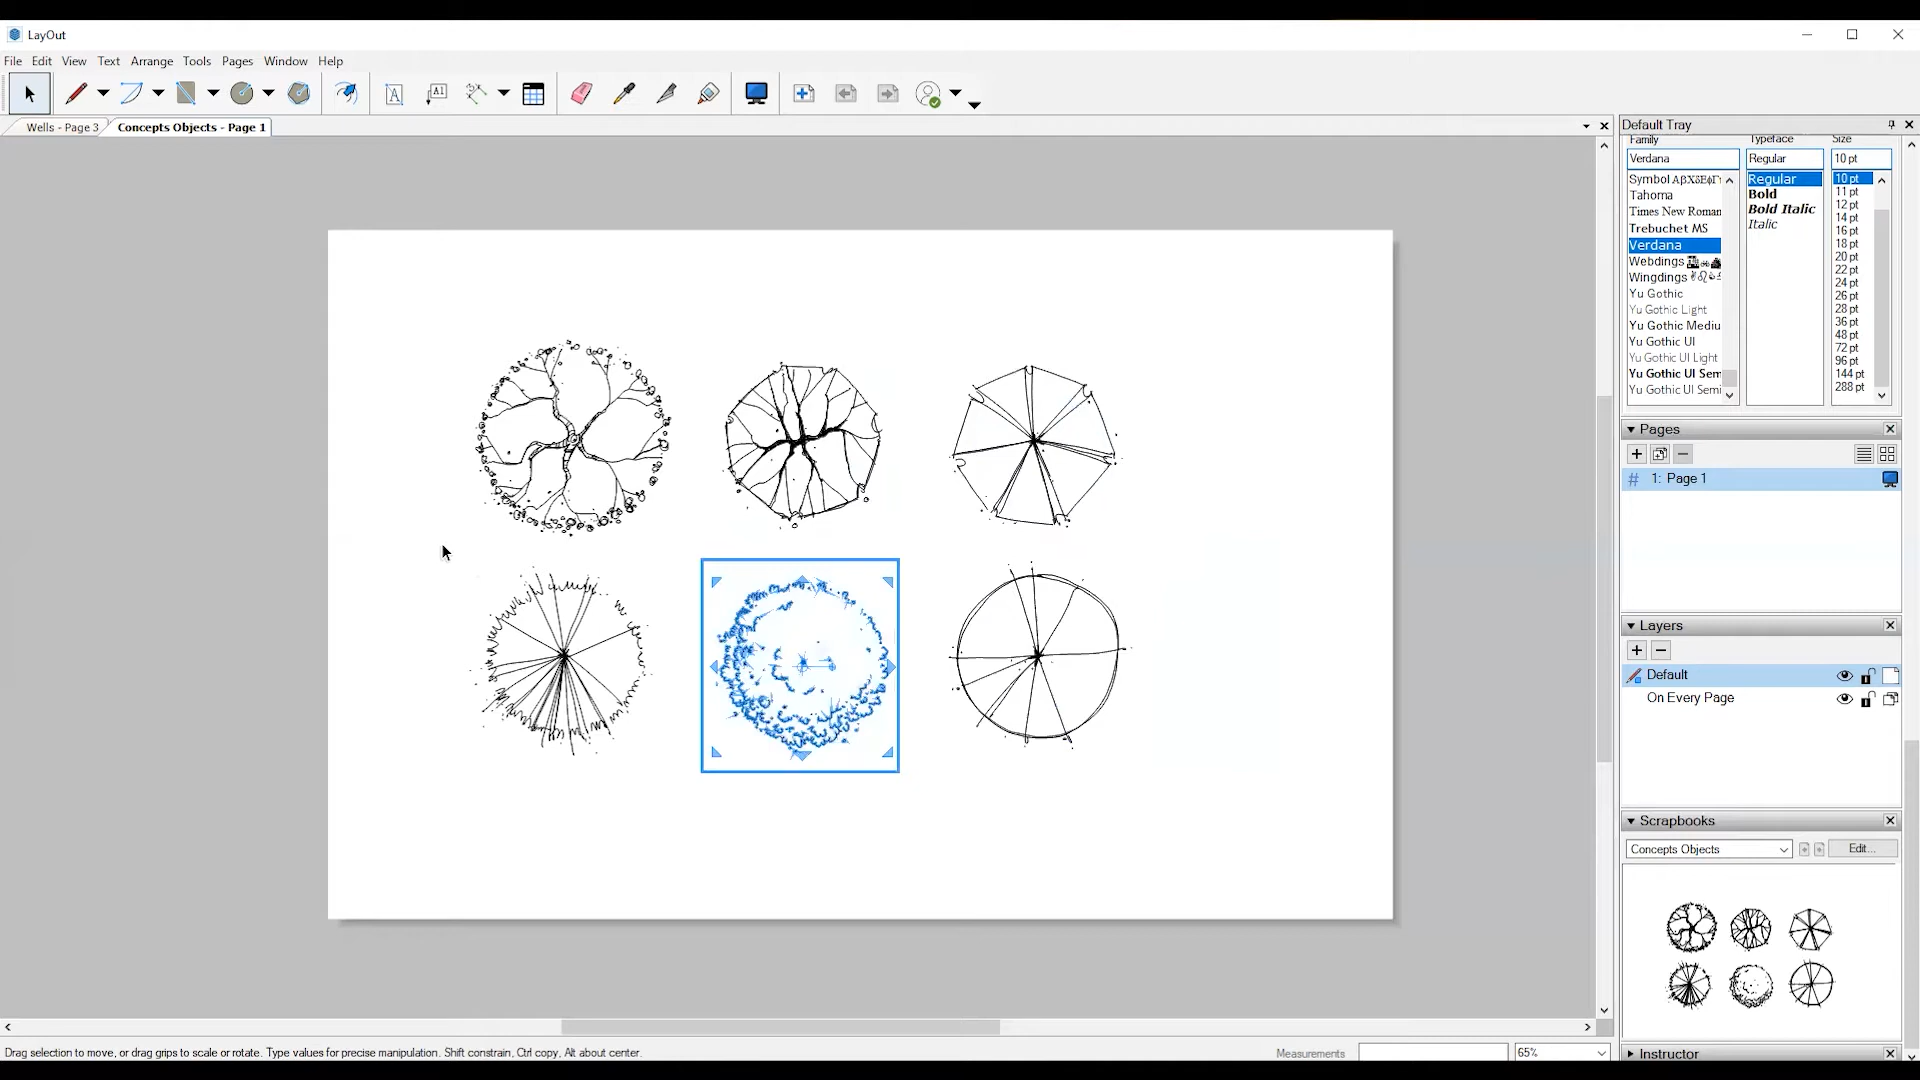 LayOut
File Edit View Text Arrange Tools Pages Window Help
Wells - Page 3 Concepts Objects - Page 1
Default Tray
Family Typeface Size
Verdana Regular 10 pt
Symbol ΑβΧδΕφΓ Regular 10 pt
Tahoma Bold 11 pt
Times New Roman Bold Italic 12 pt
Trebuchet MS Italic 14 pt
Verdana 16 pt
Webdings 18 pt
Wingdings 20 pt
Yu Gothic 22 pt
Yu Gothic Light 24 pt
Yu Gothic Mediu 26 pt
Yu Gothic UI 28 pt
Yu Gothic UI Light 36 pt
Yu Gothic UI Sem 48 pt
Yu Gothic UI Semi 72 pt
96 pt
144 pt
288 pt
Pages
# 1: Page 1
Layers
Default
On Every Page
Scrapbooks
Concepts Objects Edit...
Instructor
Drag selection to move, or drag grips to scale or rotate. Type values for precise manipulation. Shift constrain, Ctrl copy, Alt about center.
Measurements 65%